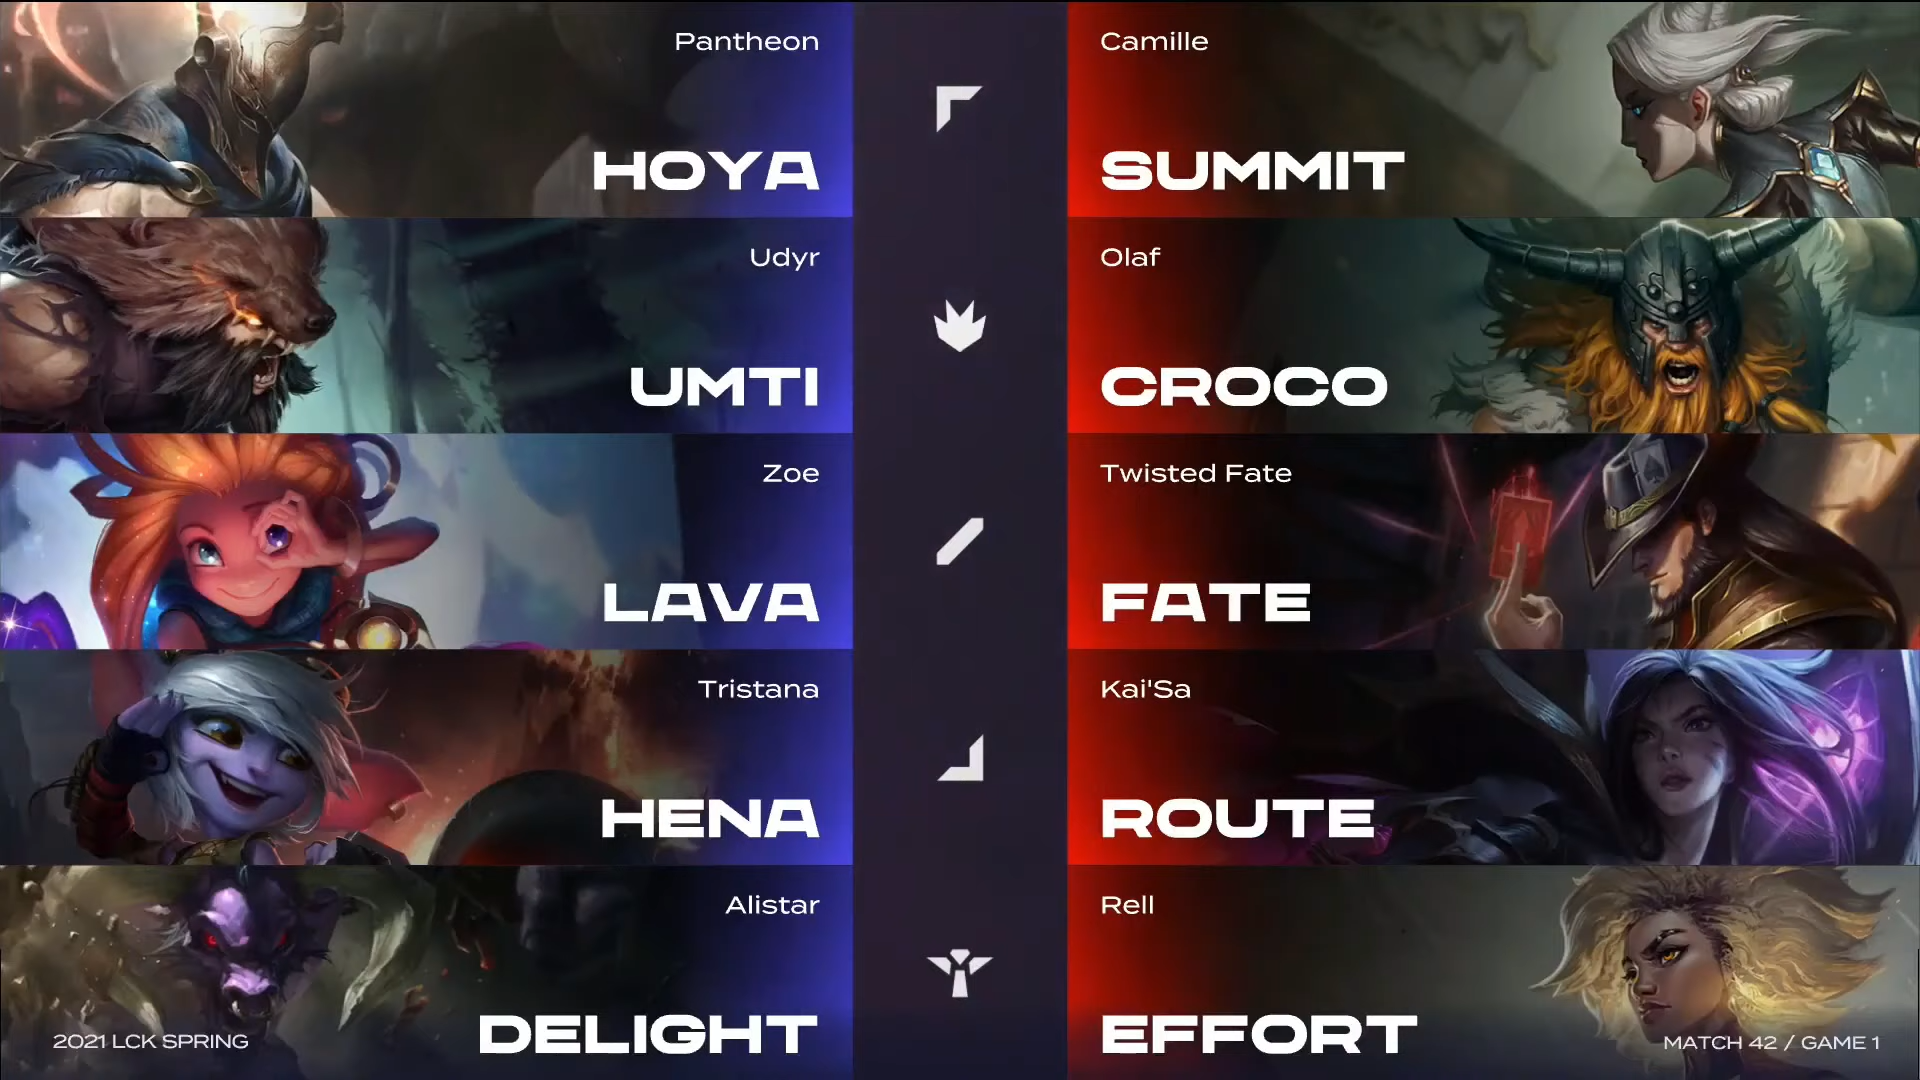 Pantheon
HOYA
Camille
SUMMIT
Udyr
UMTI
Olaf
CROCO
Zoe
LAVA
Twisted Fate
FATE
Tristana
HENA
Kai'Sa
ROUTE
Alistar
DELIGHT
Rell
EFFORT
2021 LCK SPRING
MATCH 42 / GAME 1